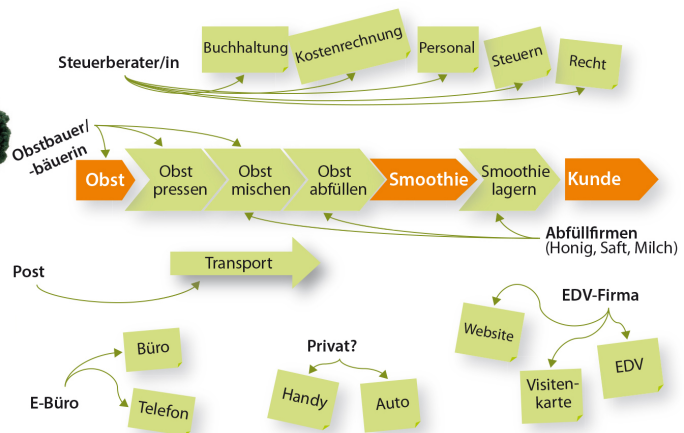 Steuerberater/in
Buchhaltung
Kostenrechnung
Personal
Steuern
Recht
Obstbauer/
-bäuerin
Obst
Obst
pressen
Obst
mischen
Obst
abfüllen
Smoothie
Smoothie
lagern
Kunde
Abfüllfirmen
(Honig, Saft, Milch)
Post
Transport
EDV-Firma
Website
Visiten-
karte
EDV
Privat?
Handy
Auto
E-Büro
Büro
Telefon